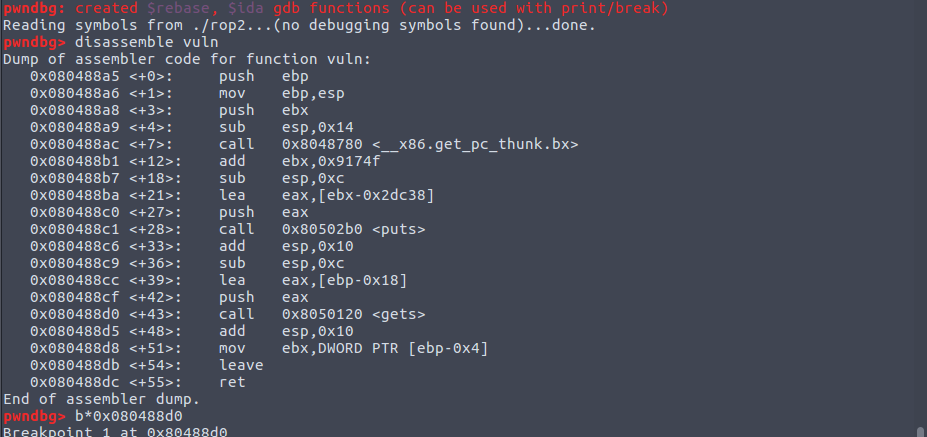 pwndbg: created $rebase, $ida gdb functions (can be used with print/break)
Reading symbols from ./rop2...(no debugging symbols found)...done.
pwndbg> disassemble vuln
Dump of assembler code for function vuln:
   0x080488a5 <+0>:     push   ebp
   0x080488a6 <+1>:     mov    ebp,esp
   0x080488a8 <+3>:     push   ebx
   0x080488a9 <+4>:     sub    esp,0x14
   0x080488ac <+7>:     call   0x8048780 <__x86.get_pc_thunk.bx>
   0x080488b1 <+12>:    add    ebx,0x9174f
   0x080488b7 <+18>:    sub    esp,0xc
   0x080488ba <+21>:    lea    eax,[ebx-0x2dc38]
   0x080488c0 <+27>:    push   eax
   0x080488c1 <+28>:    call   0x80502b0 <puts>
   0x080488c6 <+33>:    add    esp,0x10
   0x080488c9 <+36>:    sub    esp,0xc
   0x080488cc <+39>:    lea    eax,[ebp-0x18]
   0x080488cf <+42>:    push   eax
   0x080488d0 <+43>:    call   0x8050120 <gets>
   0x080488d5 <+48>:    add    esp,0x10
   0x080488d8 <+51>:    mov    ebx,DWORD PTR [ebp-0x4]
   0x080488db <+54>:    leave
   0x080488dc <+55>:    ret
End of assembler dump.
pwndbg> b*0x080488d0
Breakpoint 1 at 0x80488d0